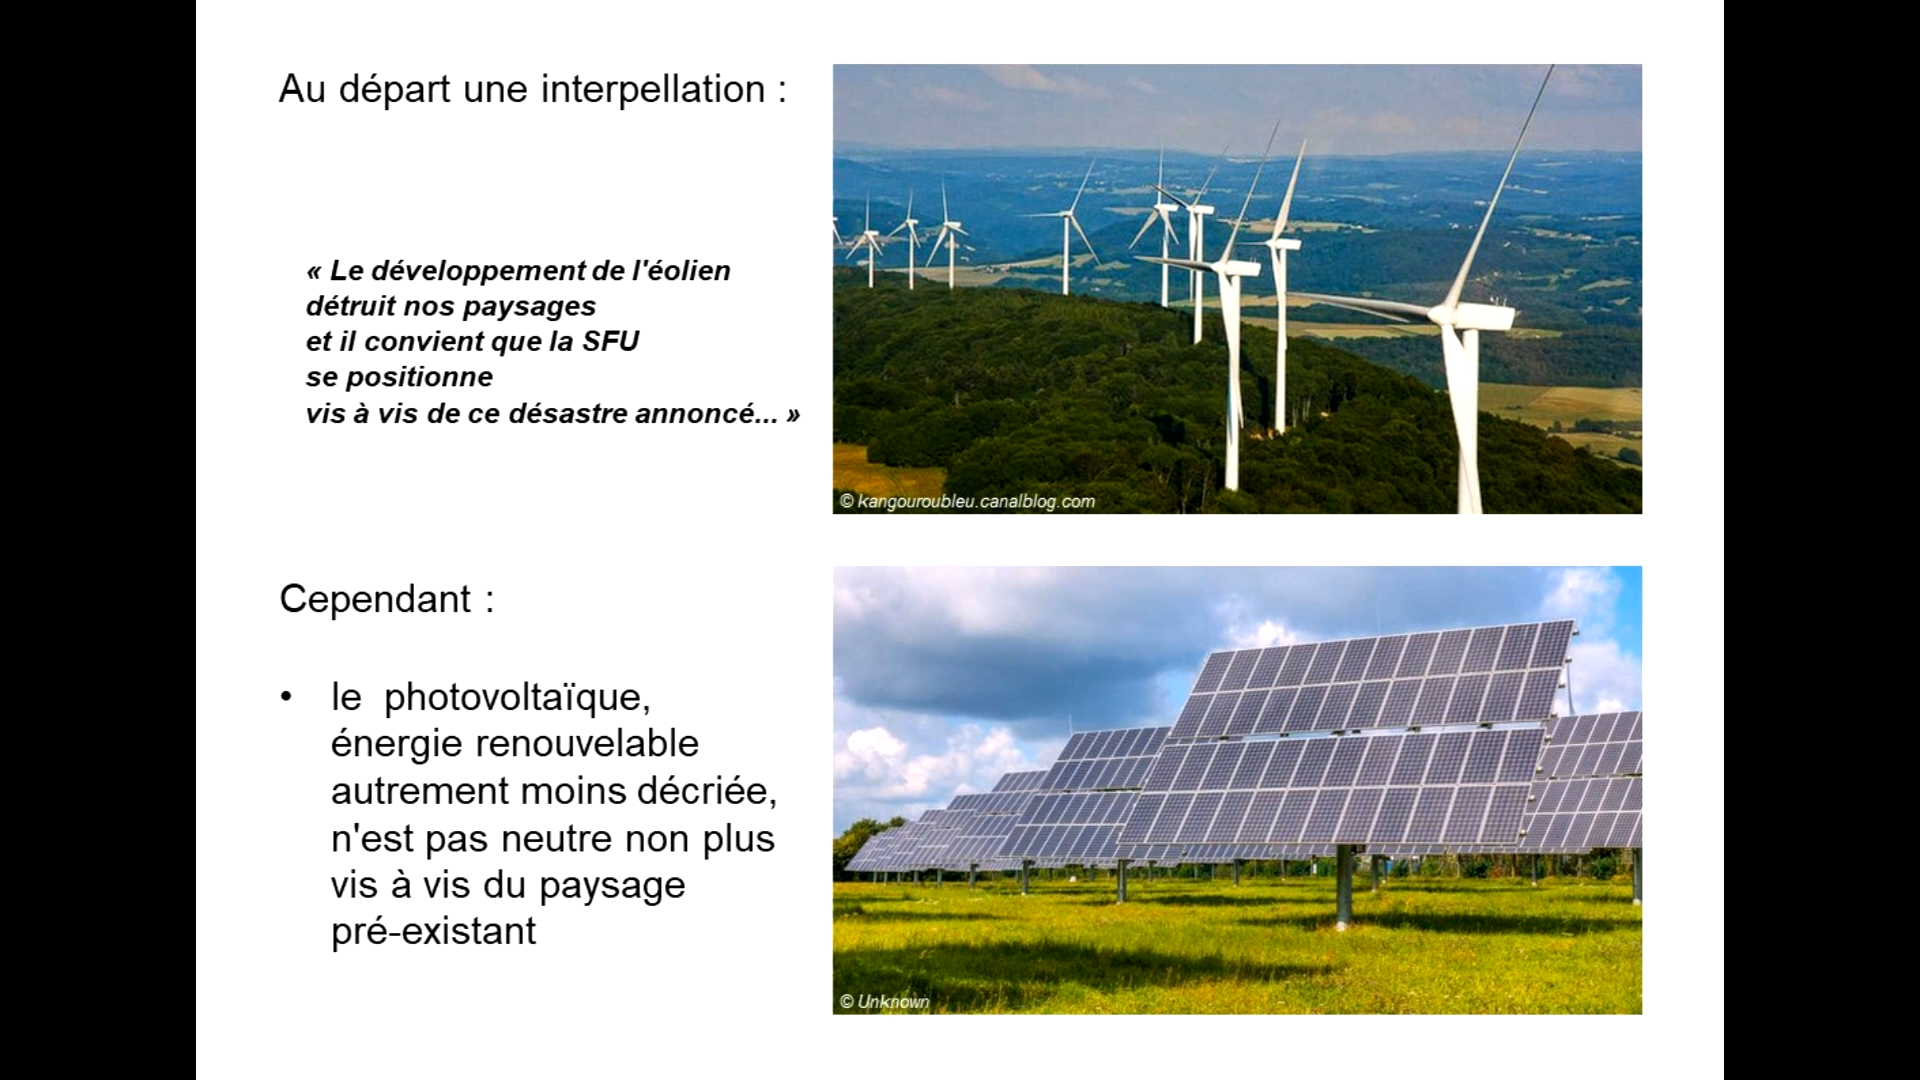 Au départ une interpellation :
« Le développement de l'éolien
détruit nos paysages
et il convient que la SFU
se positionne
vis à vis de ce désastre annoncé... »
© kangouroubleu.canalblog.com
Cependant :
• le photovoltaïque,
énergie renouvelable
autrement moins décriée,
n'est pas neutre non plus
vis à vis du paysage
pré-existant
© Unknown